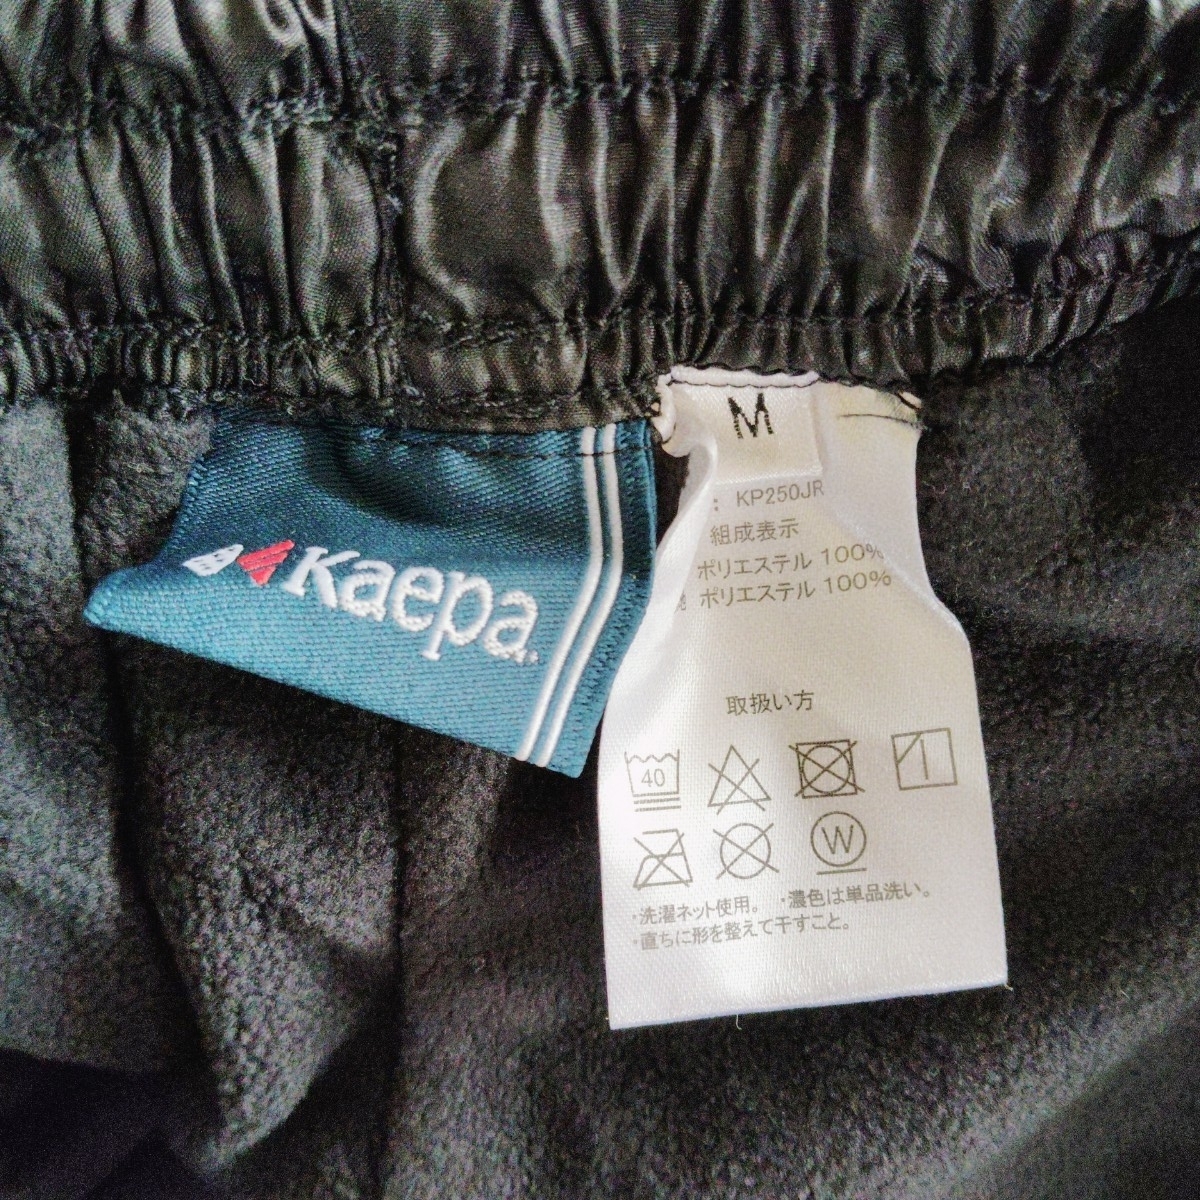 Kaepa
M
: KP250JR
組成表示
ポリエステル 100%
ポリエステル 100%
取扱い方
40
W
・洗濯ネット使用。 ・濃色は単品洗い。
・直ちに形を整えて干すこと。